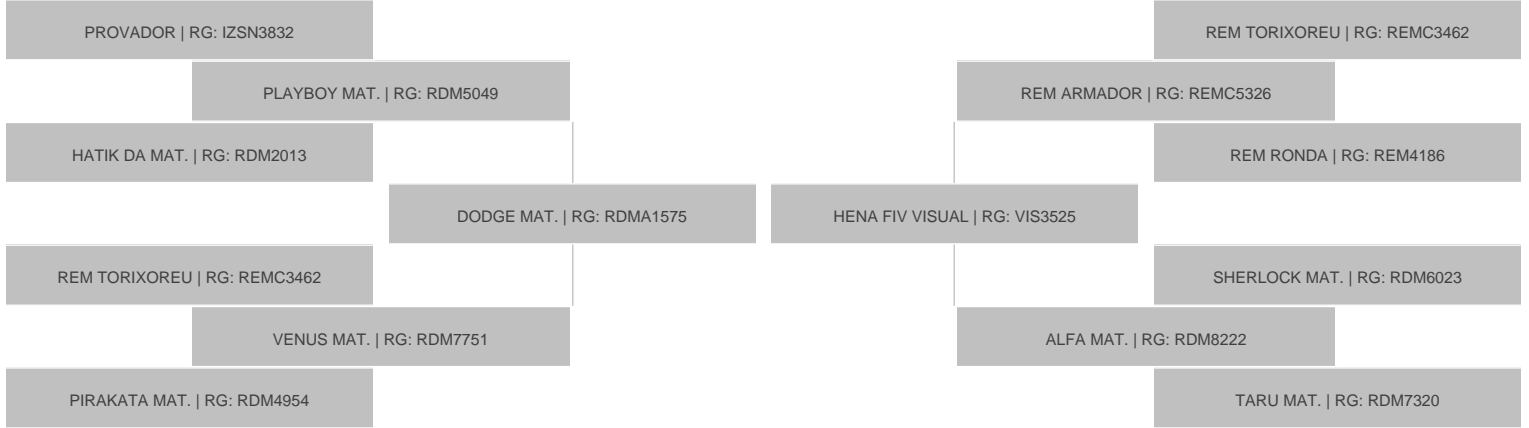 PROVADOR | RG: IZSN3832
REM TORIXOREU | RG: REMC3462
PLAYBOY MAT. | RG: RDM5049
REM ARMADOR | RG: REMC5326
HATIK DA MAT. | RG: RDM2013
REM RONDA | RG: REM4186
DODGE MAT. | RG: RDMA1575
HENA FIV VISUAL | RG: VIS3525
REM TORIXOREU | RG: REMC3462
SHERLOCK MAT. | RG: RDM6023
VENUS MAT. | RG: RDM7751
ALFA MAT. | RG: RDM8222
PIRAKATA MAT. | RG: RDM4954
TARU MAT. | RG: RDM7320